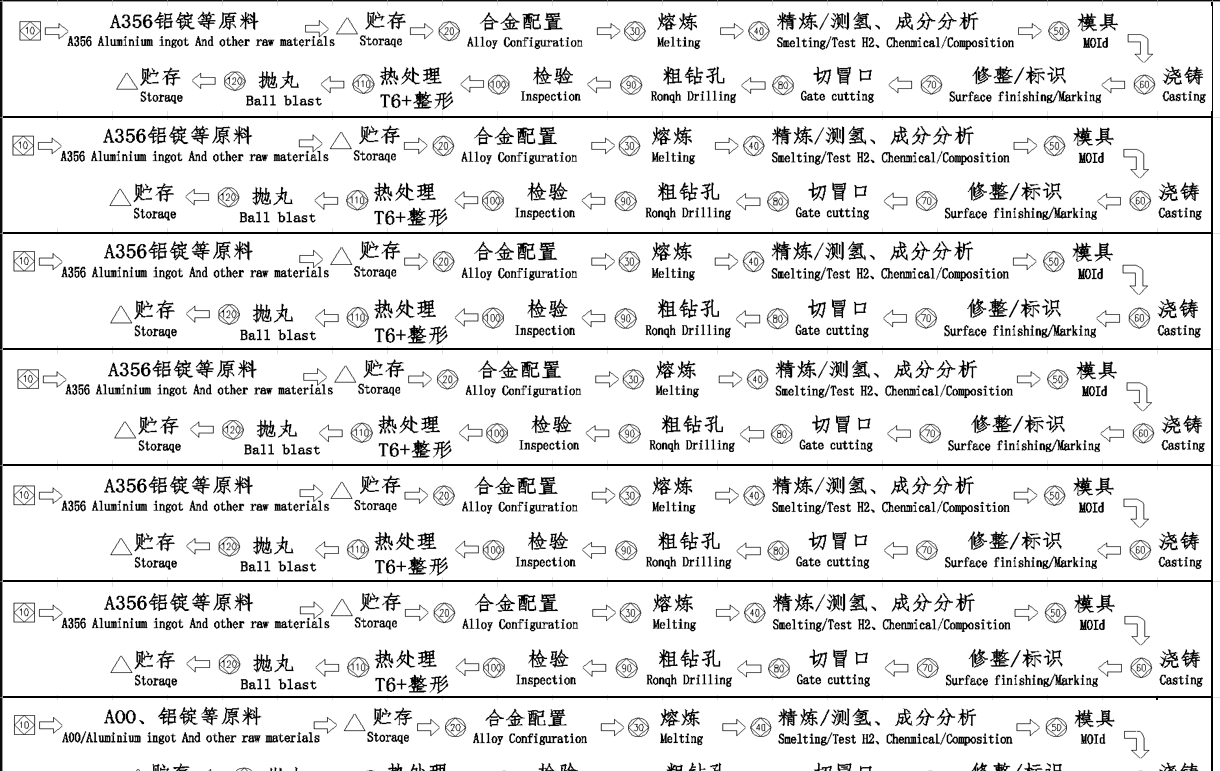 10 A356铝锭等原料 贮存 20 合金配置 30 熔炼 40 精炼/测氢、成分分析 50 模具
A356 Aluminium ingot And other raw materials Storaqe Alloy Configuration Melting Smelting/Test H2、Chenmical/Composition MOId
贮存 120 抛丸 110 热处理 100 检验 90 粗钻孔 80 切冒口 70 修整/标识 60 浇铸
Storaqe Ball blast T6+整形 Inspection Ronqh Drilling Gate cutting Surface finishing/Marking Casting
10 A356铝锭等原料 贮存 20 合金配置 30 熔炼 40 精炼/测氢、成分分析 50 模具
A356 Aluminium ingot And other raw materials Storaqe Alloy Configuration Melting Smelting/Test H2、Chenmical/Composition MOId
贮存 120 抛丸 110 热处理 100 检验 90 粗钻孔 80 切冒口 70 修整/标识 60 浇铸
Storaqe Ball blast T6+整形 Inspection Ronqh Drilling Gate cutting Surface finishing/Marking Casting
10 A356铝锭等原料 贮存 20 合金配置 30 熔炼 40 精炼/测氢、成分分析 50 模具
A356 Aluminium ingot And other raw materials Storaqe Alloy Configuration Melting Smelting/Test H2、Chenmical/Composition MOId
贮存 120 抛丸 110 热处理 100 检验 90 粗钻孔 80 切冒口 70 修整/标识 60 浇铸
Storaqe Ball blast T6+整形 Inspection Ronqh Drilling Gate cutting Surface finishing/Marking Casting
10 A356铝锭等原料 贮存 20 合金配置 30 熔炼 40 精炼/测氢、成分分析 50 模具
A356 Aluminium ingot And other raw materials Storaqe Alloy Configuration Melting Smelting/Test H2、Chenmical/Composition MOId
贮存 120 抛丸 110 热处理 100 检验 90 粗钻孔 80 切冒口 70 修整/标识 60 浇铸
Storaqe Ball blast T6+整形 Inspection Ronqh Drilling Gate cutting Surface finishing/Marking Casting
10 A356铝锭等原料 贮存 20 合金配置 30 熔炼 40 精炼/测氢、成分分析 50 模具
A356 Aluminium ingot And other raw materials Storaqe Alloy Configuration Melting Smelting/Test H2、Chenmical/Composition MOId
贮存 120 抛丸 110 热处理 100 检验 90 粗钻孔 80 切冒口 70 修整/标识 60 浇铸
Storaqe Ball blast T6+整形 Inspection Ronqh Drilling Gate cutting Surface finishing/Marking Casting
10 A356铝锭等原料 贮存 20 合金配置 30 熔炼 40 精炼/测氢、成分分析 50 模具
A356 Aluminium ingot And other raw materials Storaqe Alloy Configuration Melting Smelting/Test H2、Chenmical/Composition MOId
贮存 120 抛丸 110 热处理 100 检验 90 粗钻孔 80 切冒口 70 修整/标识 60 浇铸
Storaqe Ball blast T6+整形 Inspection Ronqh Drilling Gate cutting Surface finishing/Marking Casting
10 A00、铝锭等原料 贮存 20 合金配置 30 熔炼 40 精炼/测氢、成分分析 50 模具
A00/Aluminium ingot And other raw materials Storaqe Alloy Configuration Melting Smelting/Test H2、Chenmical/Composition MOId